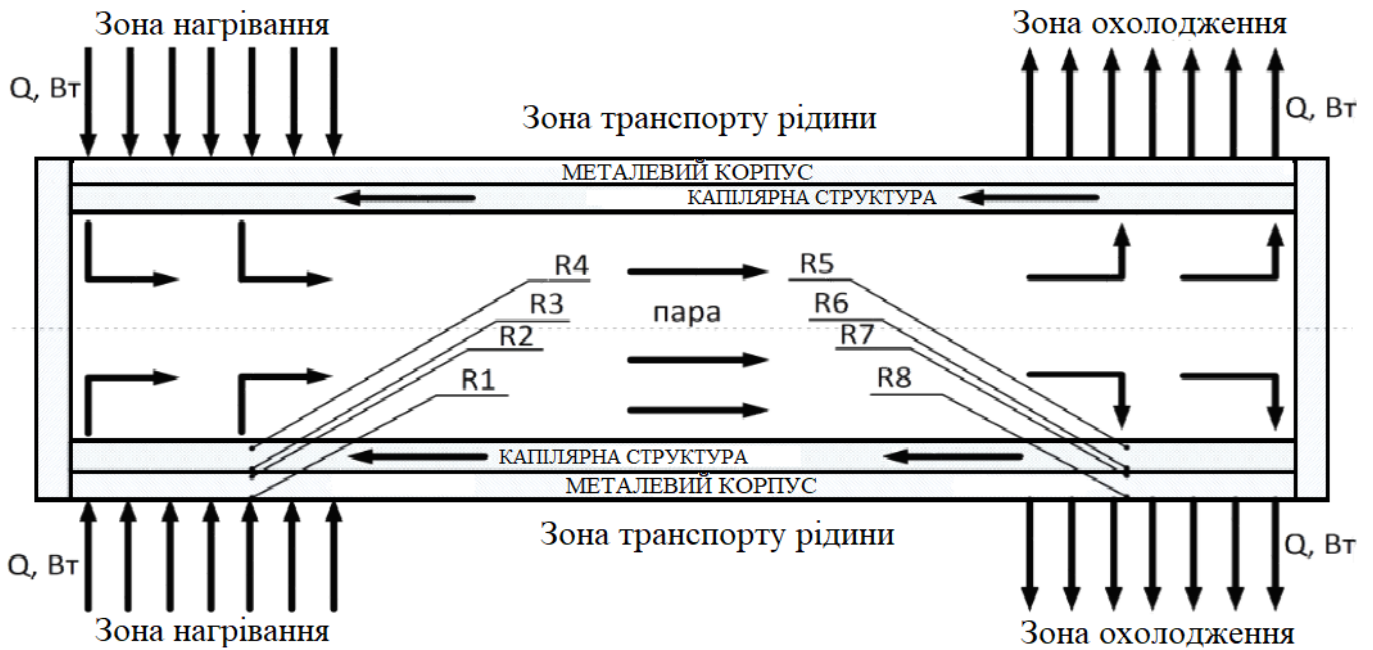 Зона нагрівання
Зона охолодження
Q, Вт
Q, Вт
Зона транспорту рідини
МЕТАЛЕВИЙ КОРПУС
КАПІЛЯРНА СТРУКТУРА
R4
R5
R3
пара
R6
R2
R7
R1
R8
КАПІЛЯРНА СТРУКТУРА
МЕТАЛЕВИЙ КОРПУС
Зона транспорту рідини
Q, Вт
Q, Вт
Зона нагрівання
Зона охолодження